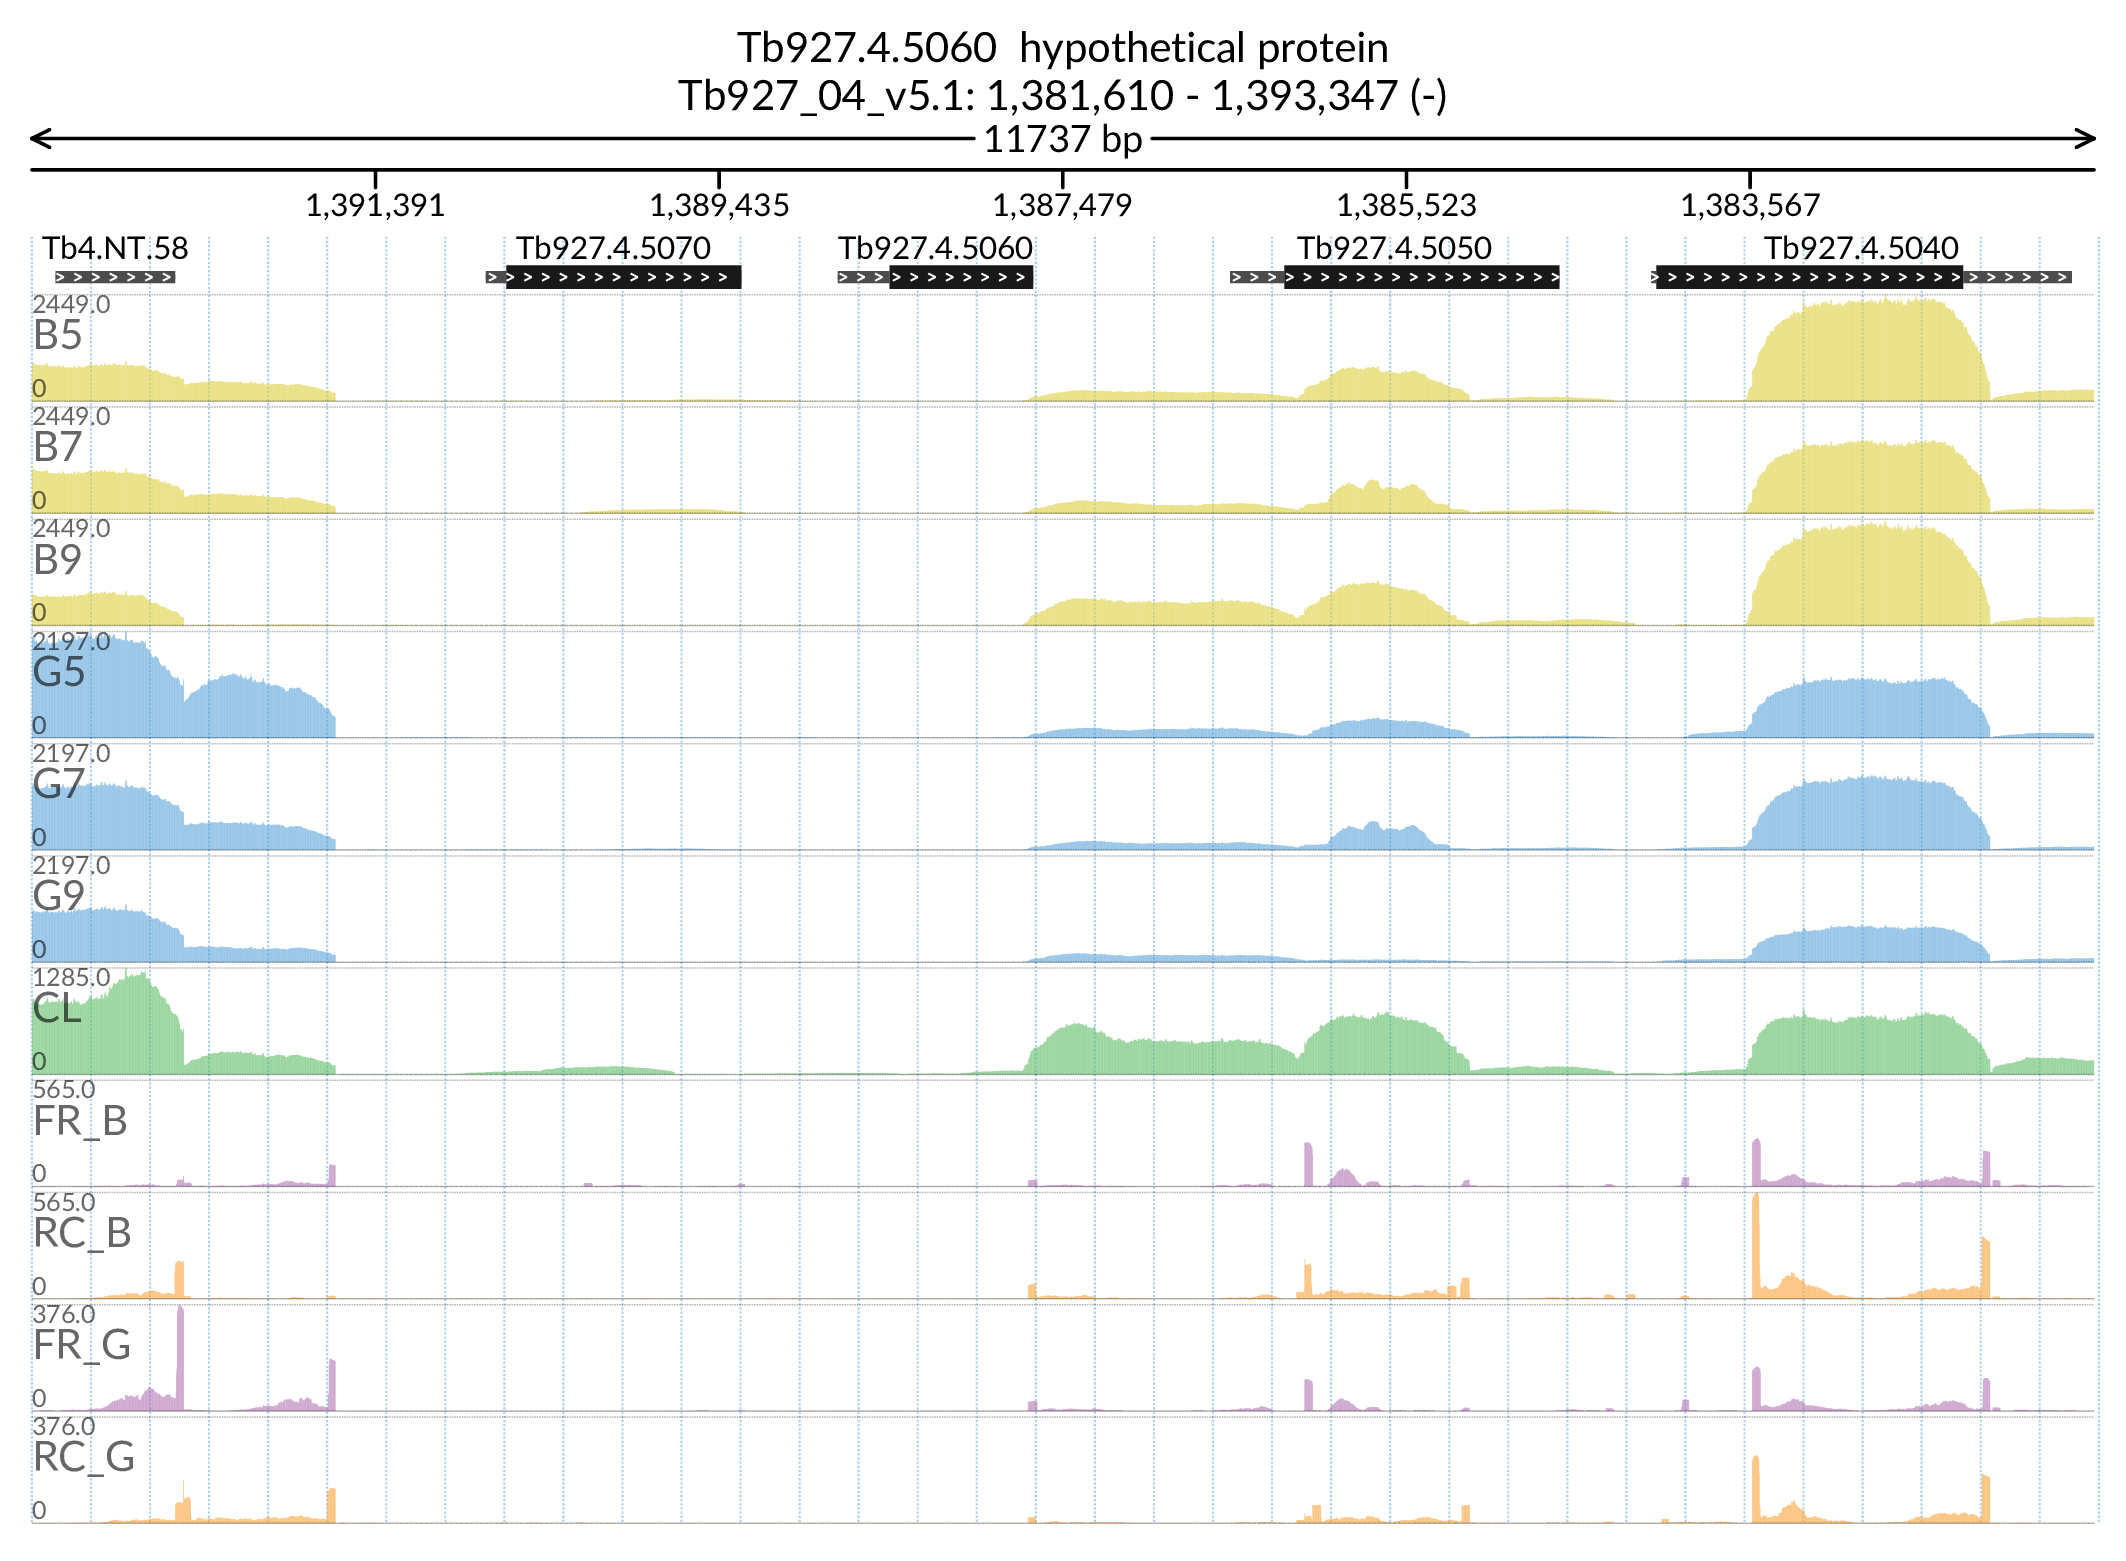 Tb927.4.5060 hypothetical protein
Tb927_04_v5.1: 1,381,610 - 1,393,347 (-)
11737 bp
1,391,391 1,389,435 1,387,479 1,385,523 1,383,567
Tb4.NT.58 Tb927.4.5070 Tb927.4.5060 Tb927.4.5050 Tb927.4.5040
2449.0
B5
0
2449.0
B7
0
2449.0
B9
0
2197.0
G5
0
2197.0
G7
0
2197.0
G9
0
1285.0
CL
0
565.0
FR_B
0
565.0
RC_B
0
376.0
FR_G
0
376.0
RC_G
0